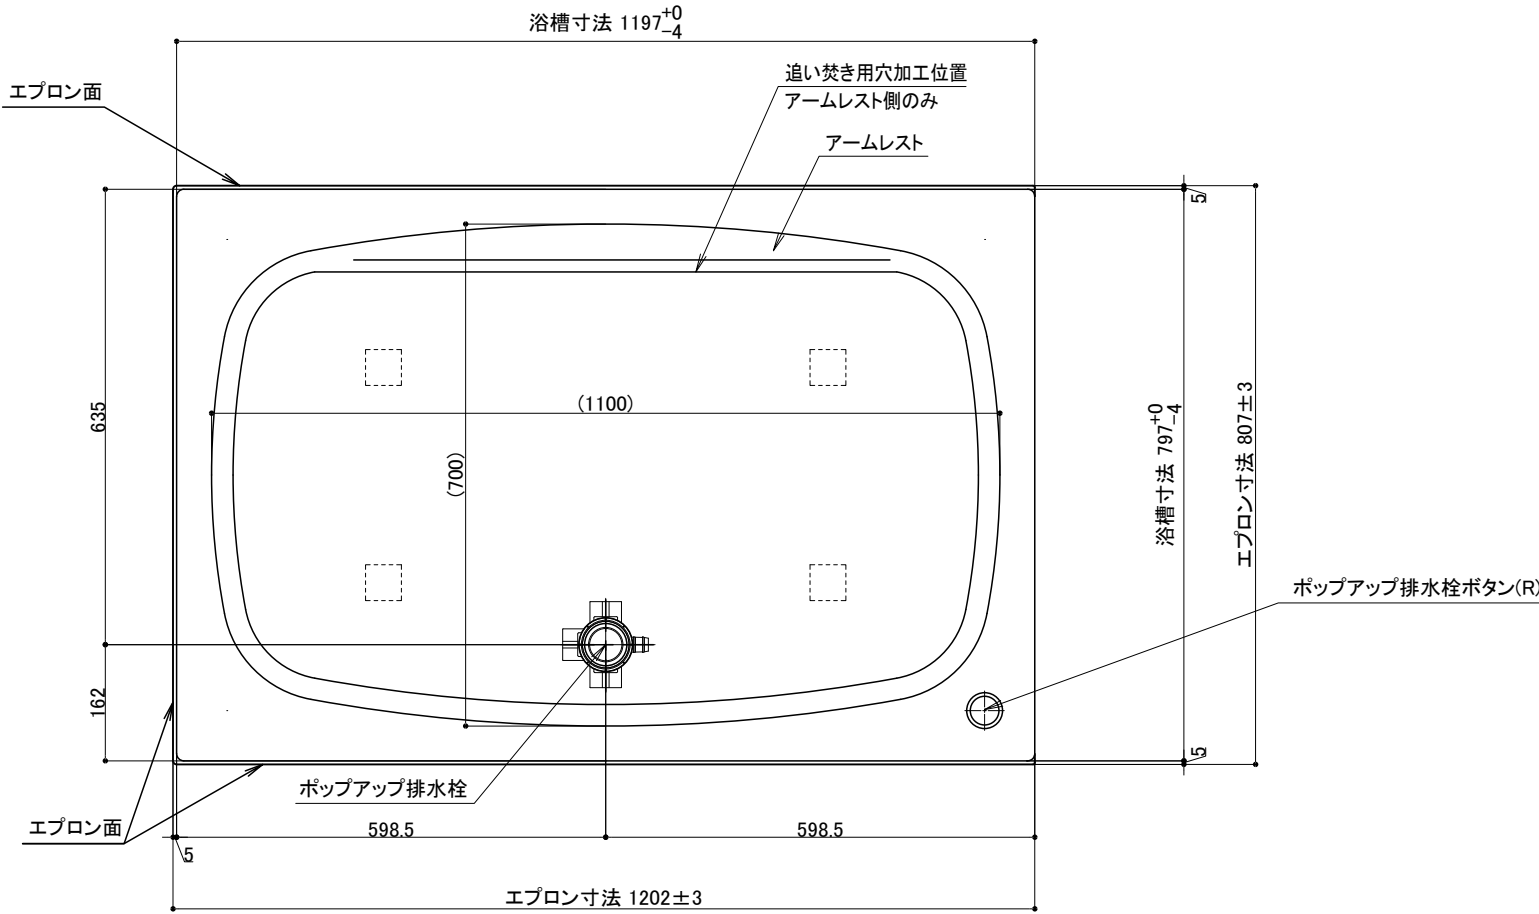 浴槽寸法 1197+0−4
追い焚き用穴加工位置
アームレスト側のみ
エプロン面
アームレスト
5
635
(1100)
(700)
浴槽寸法 797+0−4
エプロン寸法 807±3
ポップアップ排水栓ボタン(R)
162
5
ポップアップ排水栓
エプロン面
598.5
598.5
5
エプロン寸法 1202±3